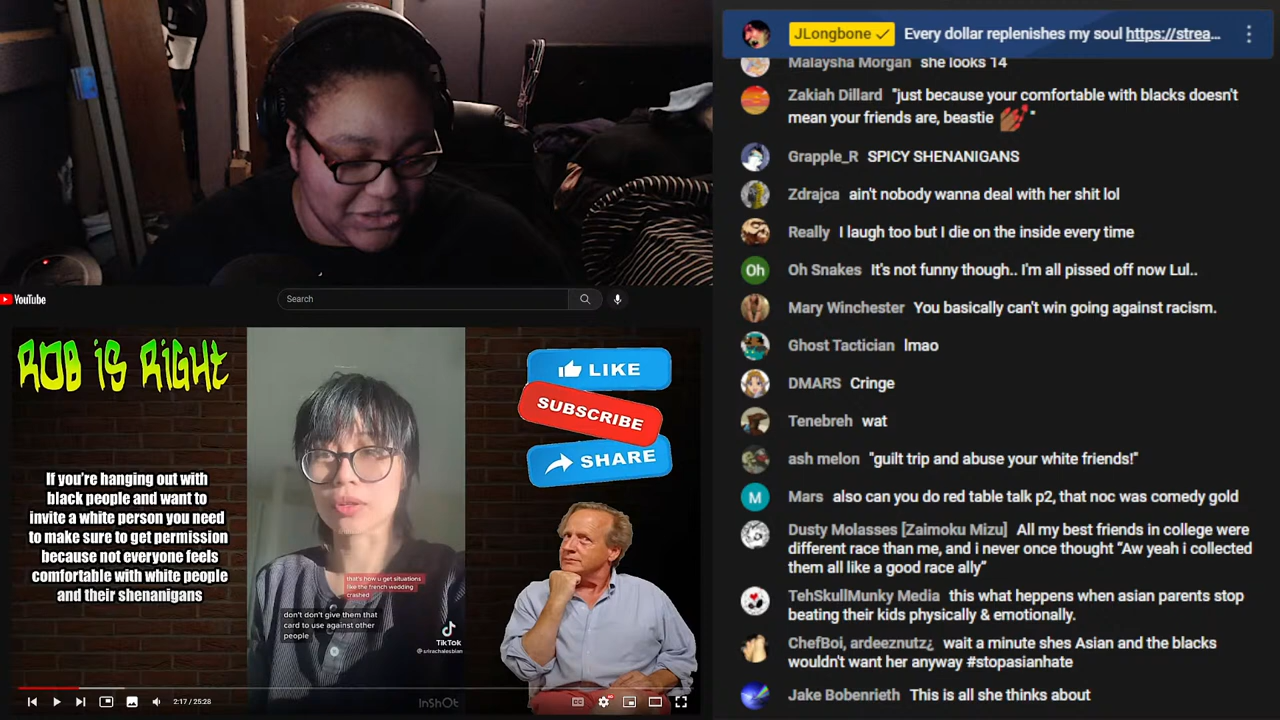 JLongbone Every dollar replenishes my soul https://strea...
Malaysha Morgan she looks 14
Zakiah Dillard "just because your comfortable with blacks doesn't
mean your friends are, beastie "
Grapple_R SPICY SHENANIGANS
Zdrajca ain't nobody wanna deal with her shit lol
Really I laugh too but I die on the inside every time
Oh Oh Snakes It's not funny though.. I'm all pissed off now Lul..
Mary Winchester You basically can't win going against racism.
Ghost Tactician lmao
DMARS Cringe
Tenebreh wat
ash melon "guilt trip and abuse your white friends!"
M Mars also can you do red table talk p2, that noc was comedy gold
Dusty Molasses [Zaimoku Mizu] All my best friends in college were
different race than me, and i never once thought “Aw yeah i collected
them all like a good race ally”
TehSkullMunky Media this what happens when asian parents stop
beating their kids physically & emotionally.
ChefBoi, ardeeznutz¿ wait a minute shes Asian and the blacks
wouldn't want her anyway #stopasianhate
Jake Bobenrieth This is all she thinks about
YouTube
Search
ROB iS RiGHt
If you're hanging out with
black people and want to
invite a white person you need
to make sure to get permission
because not everyone feels
comfortable with white people
and their shenanigans
that's how u get situations
like the french wedding
crashed
don't don't give them that
card to use against other
people
TikTok
@srirachalesbian
LIKE
SUBSCRIBE
SHARE
2:17 / 25:28
InShOt